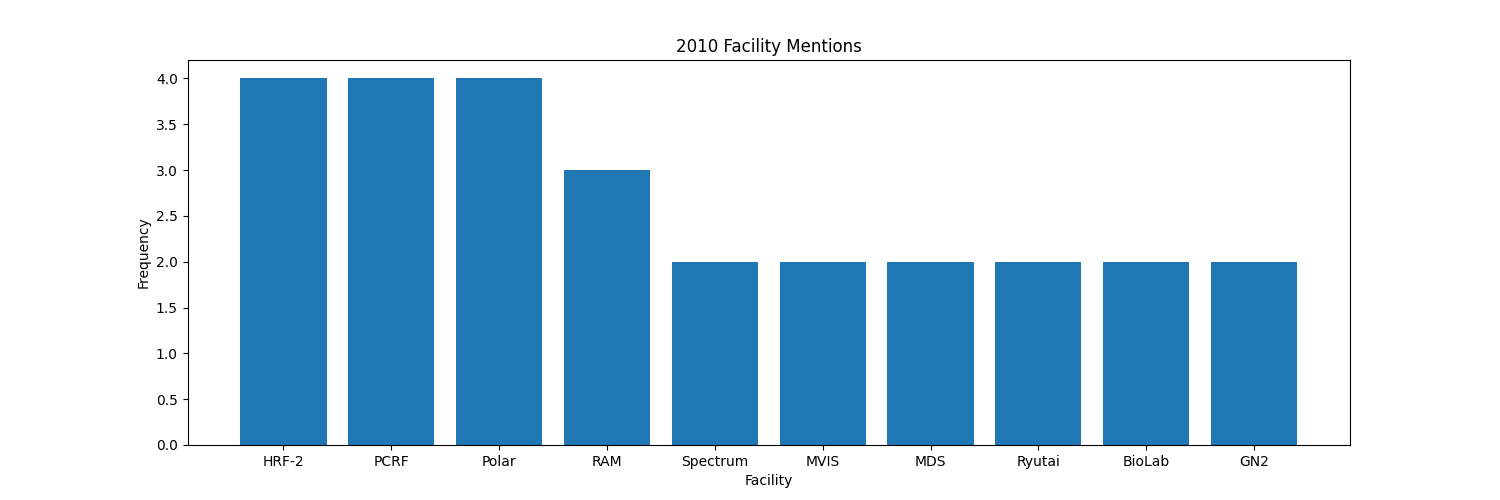 2010 Facility Mentions
4.0
3.5
3.0
2.5
2.0
1.5
1.0
0.5
0.0
Frequency
HRF-2 PCRF Polar RAM Spectrum MVIS MDS Ryutai BioLab GN2
Facility